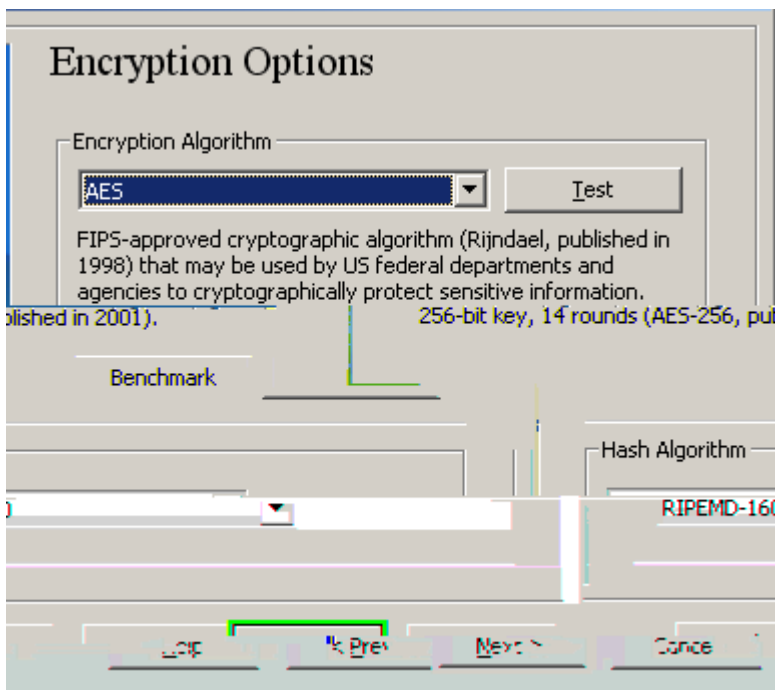 Encryption Options
Encryption Algorithm
AES
Test
FIPS-approved cryptographic algorithm (Rijndael, published in
1998) that may be used by US federal departments and
agencies to cryptographically protect sensitive information.
blished in 2001).
256-bit key, 14 rounds (AES-256, pu
Benchmark
Hash Algorithm
RIPEMD-160
Next >